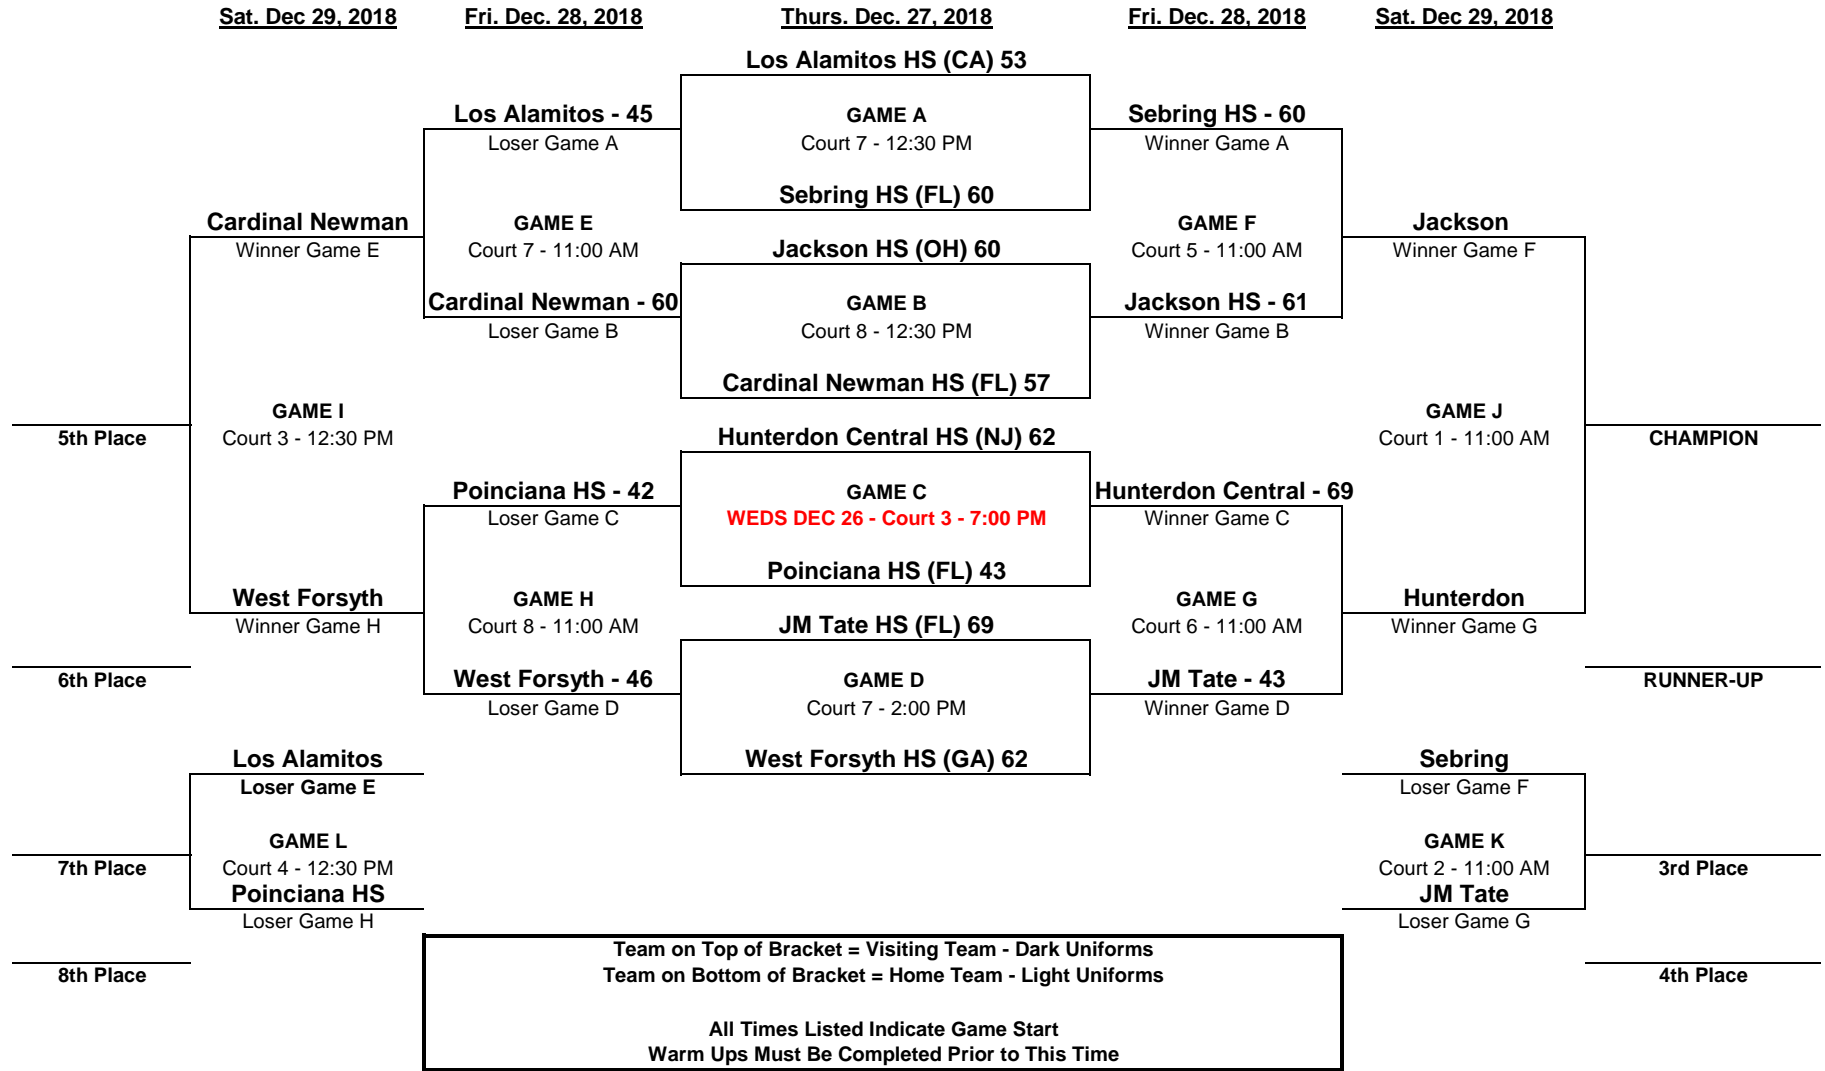 Sat. Dec 29, 2018 Fri. Dec. 28, 2018 Thurs. Dec. 27, 2018 Fri. Dec. 28, 2018 Sat. Dec 29, 2018
Los Alamitos HS (CA) 53
Los Alamitos - 45 GAME A Sebring HS - 60
Loser Game A Court 7 - 12:30 PM Winner Game A
Sebring HS (FL) 60
Cardinal Newman GAME E GAME F Jackson
Winner Game E Court 7 - 11:00 AM Jackson HS (OH) 60 Court 5 - 11:00 AM Winner Game F
Cardinal Newman - 60 GAME B Jackson HS - 61
Loser Game B Court 8 - 12:30 PM Winner Game B
Cardinal Newman HS (FL) 57
GAME I GAME J
5th Place Court 3 - 12:30 PM Hunterdon Central HS (NJ) 62 Court 1 - 11:00 AM CHAMPION
Poinciana HS - 42 GAME C Hunterdon Central - 69
Loser Game C WEDS DEC 26 - Court 3 - 7:00 PM Winner Game C
Poinciana HS (FL) 43
West Forsyth GAME H GAME G Hunterdon
Winner Game H Court 8 - 11:00 AM JM Tate HS (FL) 69 Court 6 - 11:00 AM Winner Game G
6th Place West Forsyth - 46 GAME D JM Tate - 43 RUNNER-UP
Loser Game D Court 7 - 2:00 PM Winner Game D
Los Alamitos West Forsyth HS (GA) 62 Sebring
Loser Game E Loser Game F
GAME L GAME K
7th Place Court 4 - 12:30 PM Court 2 - 11:00 AM 3rd Place
Poinciana HS JM Tate
Loser Game H Loser Game G
Team on Top of Bracket = Visiting Team - Dark Uniforms
8th Place Team on Bottom of Bracket = Home Team - Light Uniforms 4th Place
All Times Listed Indicate Game Start
Warm Ups Must Be Completed Prior to This Time